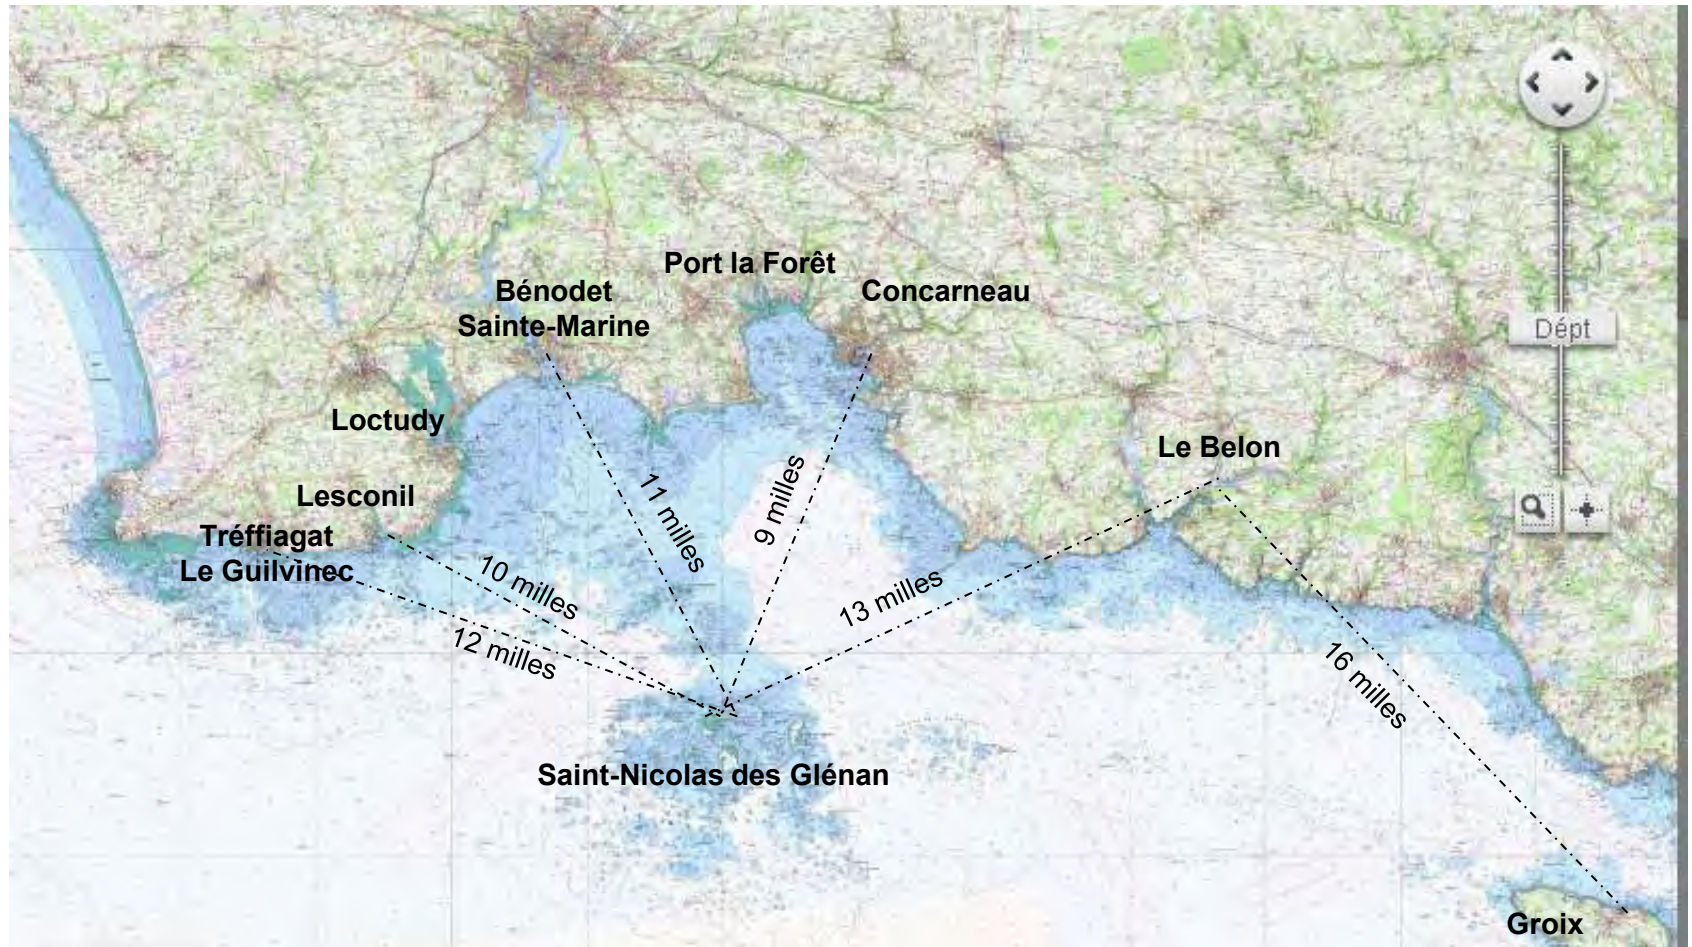 Port la Forêt
Bénodet
Sainte-Marine
Concarneau
Dépt
Loctudy
Le Belon
Lesconil
Tréffiagat
Le Guilvinec
11 milles
9 milles
10 milles
13 milles
12 milles
16 milles
Saint-Nicolas des Glénan
Groix